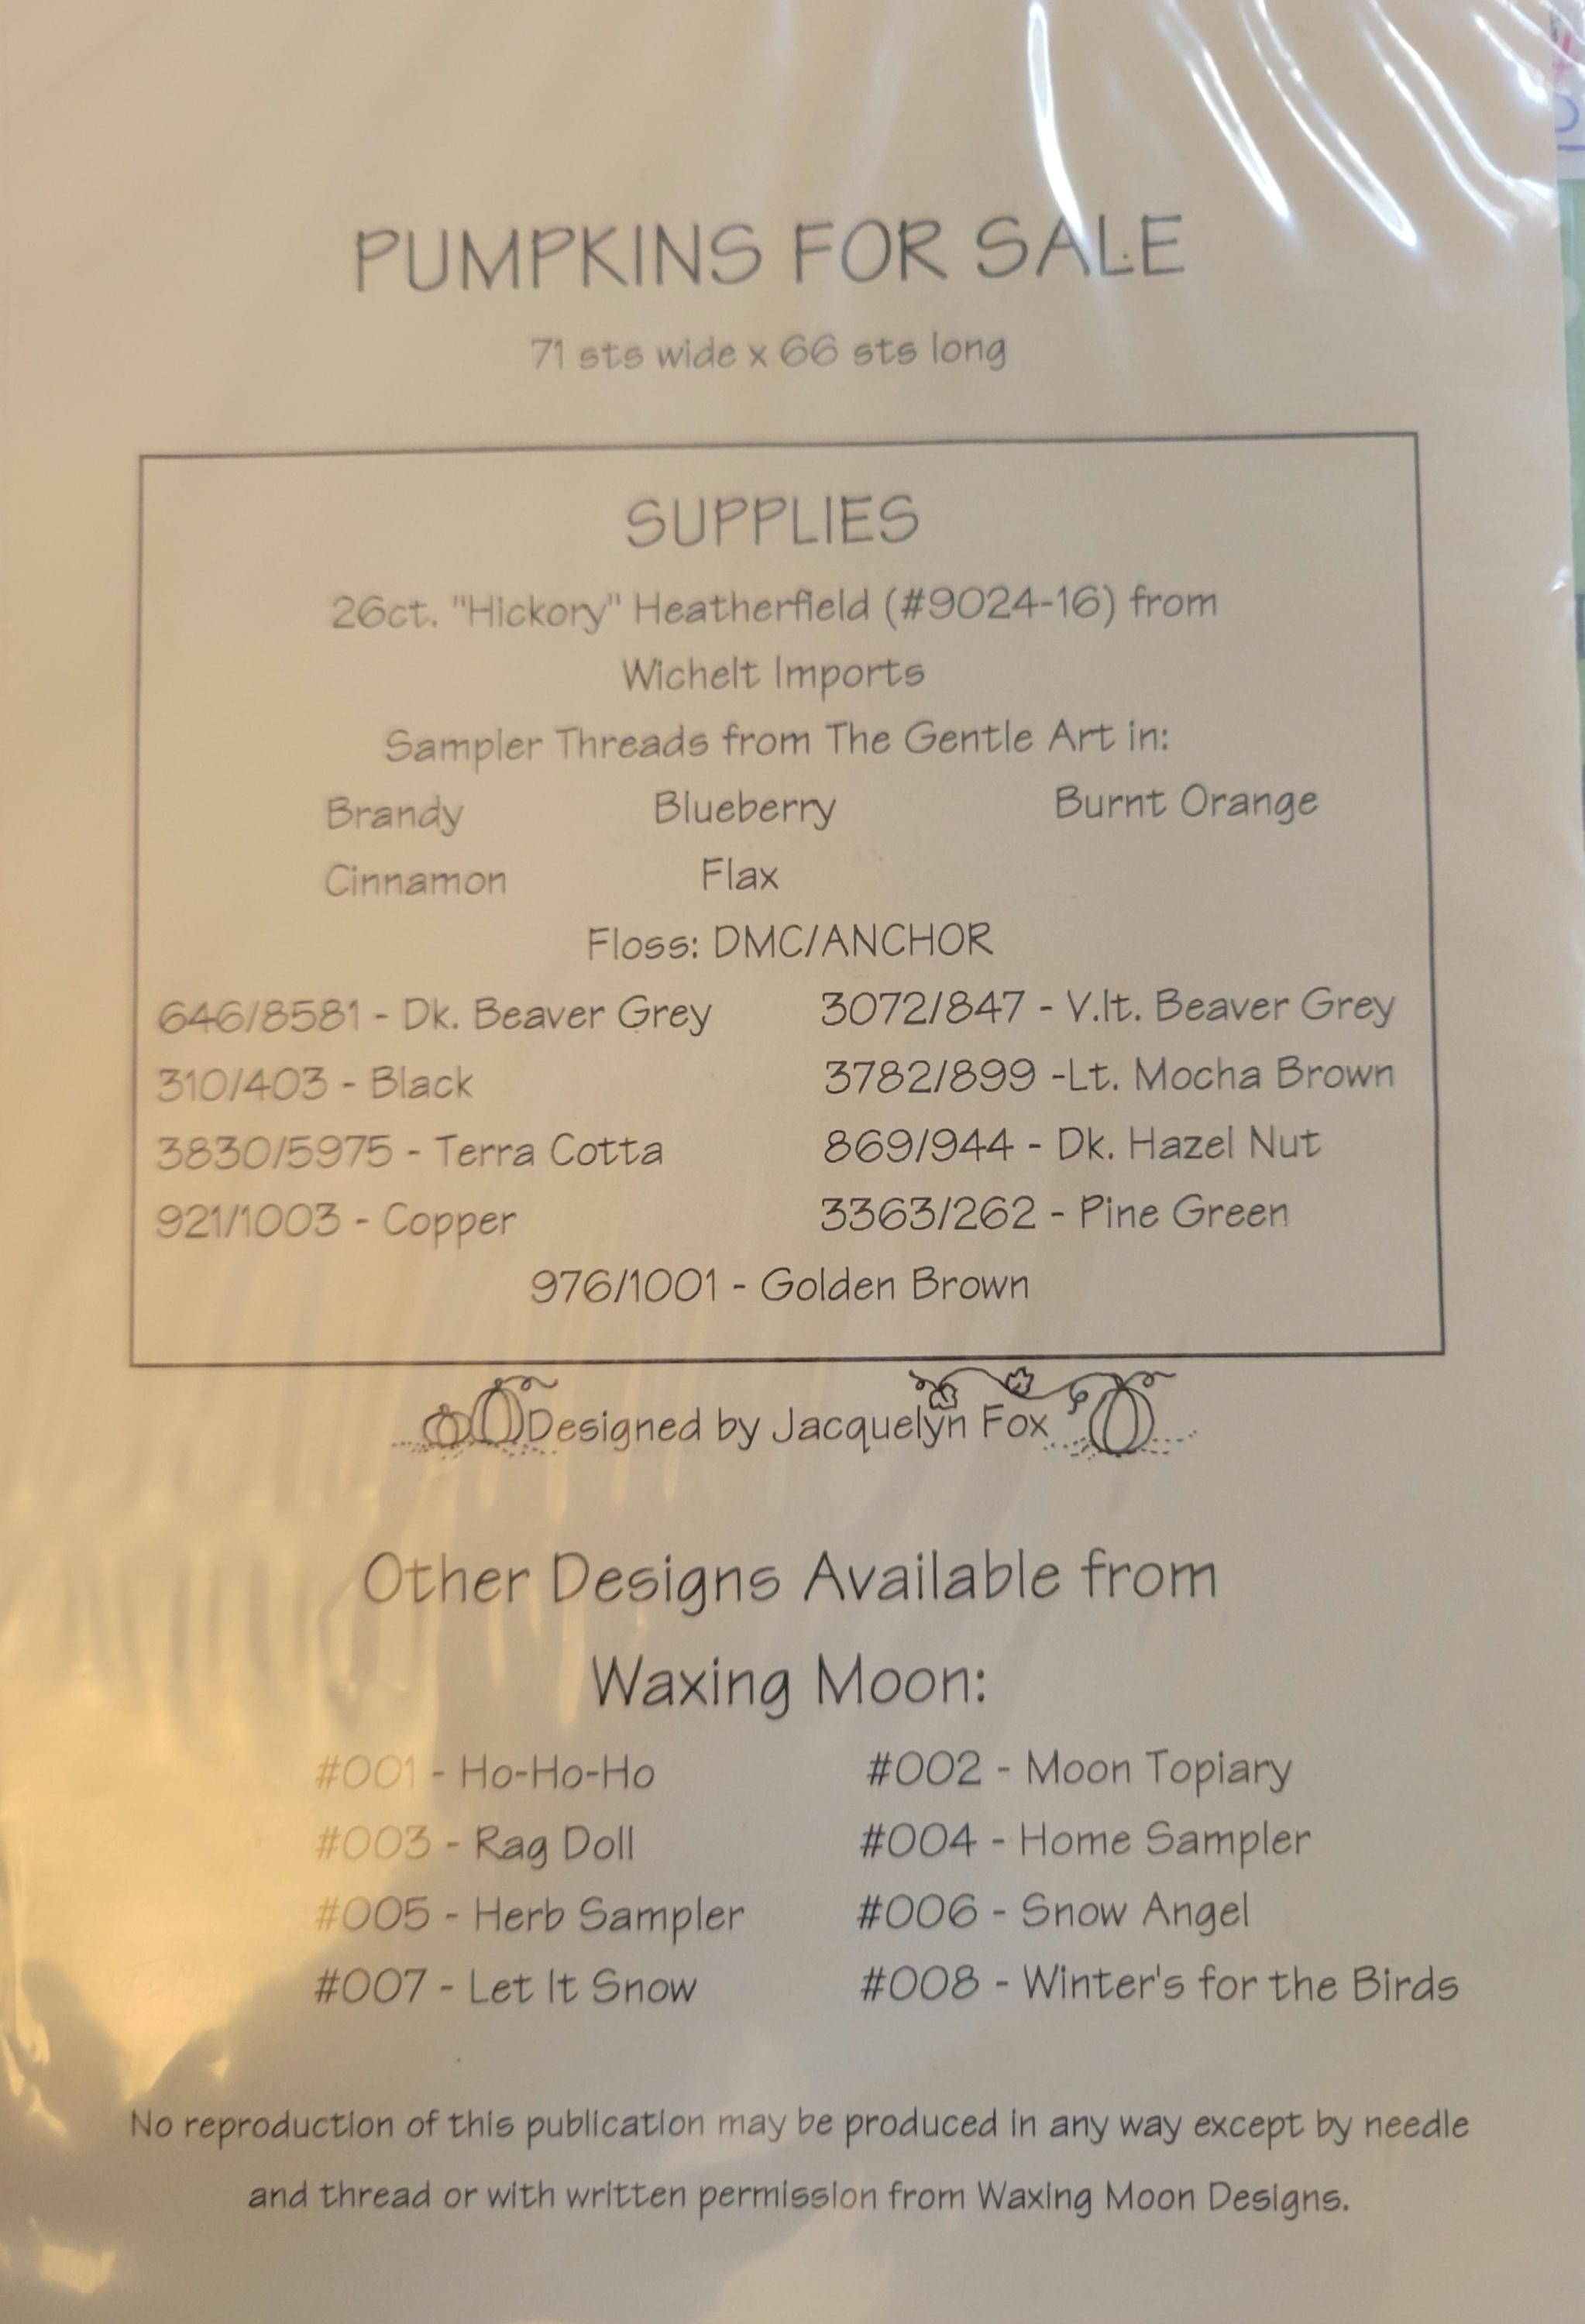 PUMPKINS FOR SALE
71 sts wide x 66 sts long
SUPPLIES
26ct. "Hickory" Heatherfield (#9024-16) from
Wichelt Imports
Sampler Threads from The Gentle Art in:
Brandy Blueberry Burnt Orange
Cinnamon Flax
Floss: DMC/ANCHOR
646/8581 - Dk. Beaver Grey 3072/847 - V.lt. Beaver Grey
310/403 - Black 3782/899 -Lt. Mocha Brown
3830/5975 - Terra Cotta 869/944 - Dk. Hazel Nut
921/1003 - Copper 3363/262 - Pine Green
976/1001 - Golden Brown
Designed by Jacquelyn Fox
Other Designs Available from
Waxing Moon:
#001 - Ho-Ho-Ho #002 - Moon Topiary
#003 - Rag Doll #004 - Home Sampler
#005 - Herb Sampler #006 - Snow Angel
#007 - Let It Snow #008 - Winter's for the Birds
No reproduction of this publication may be produced in any way except by needle
and thread or with written permission from Waxing Moon Designs.